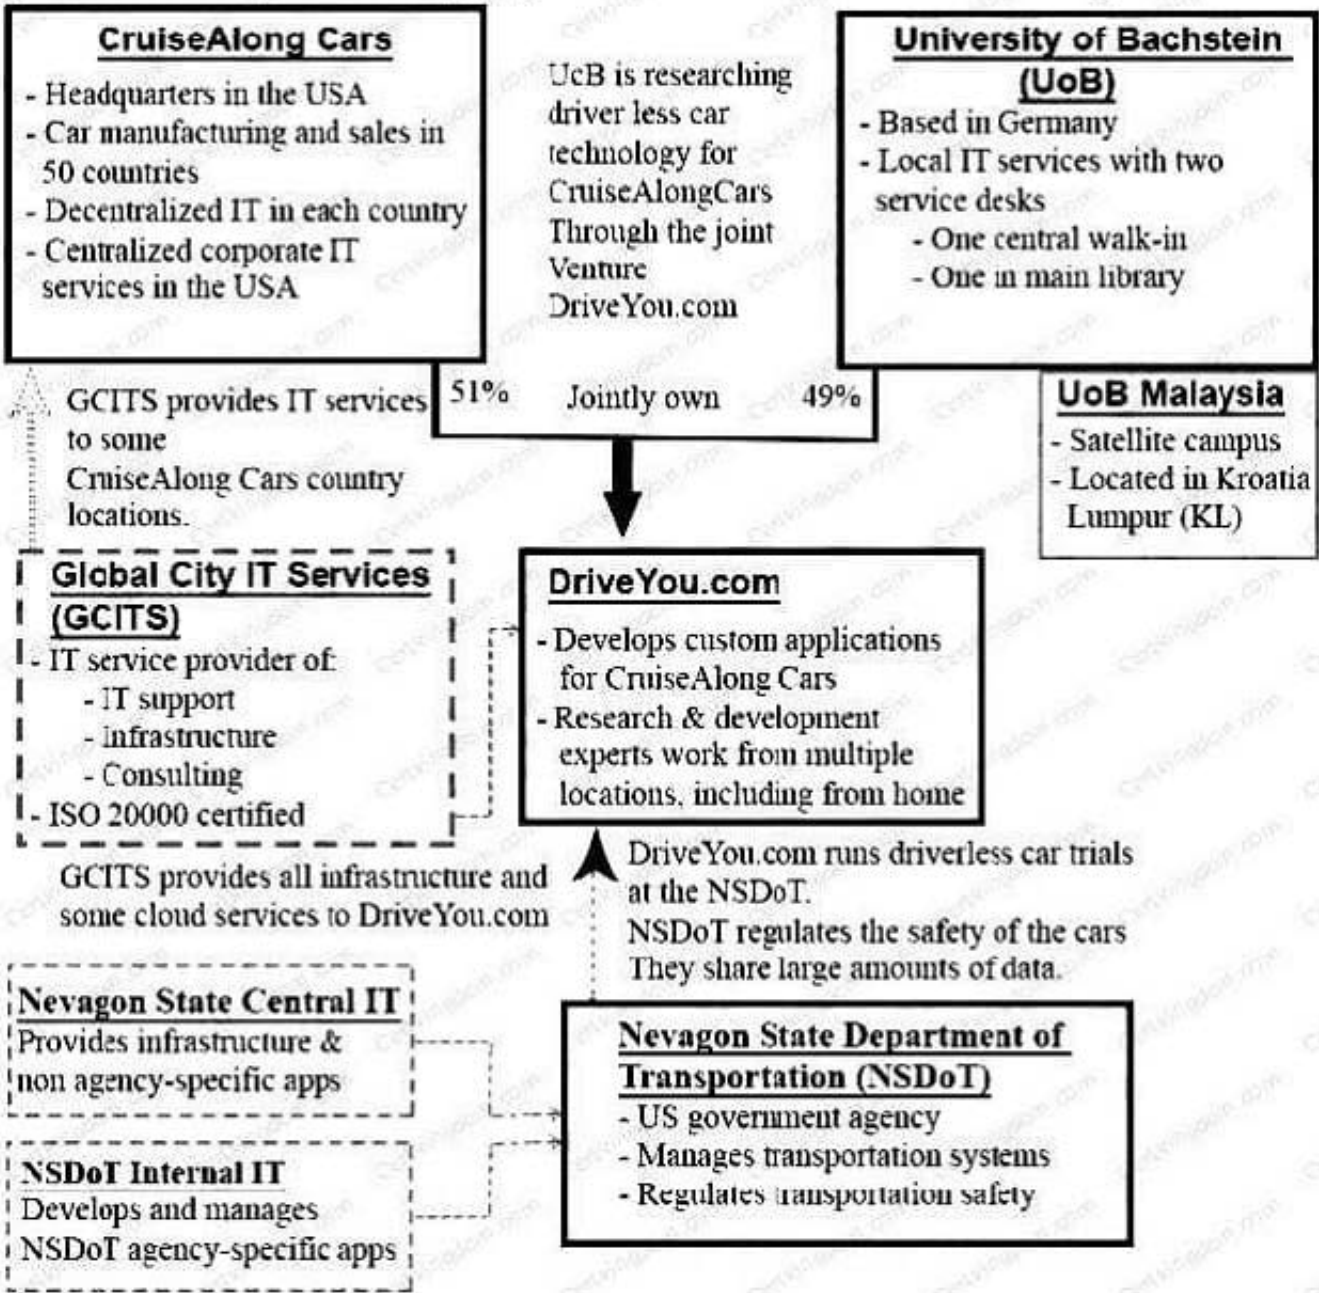 CruiseAlong Cars
- Headquarters in the USA
- Car manufacturing and sales in
50 countries
- Decentralized IT in each country
- Centralized corporate IT
services in the USA
UcB is researching
driver less car
technology for
CruiseAlongCars
Through the joint
Venture
DriveYou.com
University of Bachstein
(UoB)
- Based in Germany
- Local IT services with two
service desks
- One central walk-in
- One in main library
51% Jointly own 49%
UoB Malaysia
- Satellite campus
- Located in Kroatia
Lumpur (KL)
GCITS provides IT services
to some
CruiseAlong Cars country
locations.
Global City IT Services
(GCITS)
- IT service provider of:
- IT support
- Infrastructure
- Consulting
- ISO 20000 certified
DriveYou.com
- Develops custom applications
for CruiseAlong Cars
- Research & development
experts work from multiple
locations, including from home
GCITS provides all infrastructure and
some cloud services to DriveYou.com
DriveYou.com runs driverless car trials
at the NSDoT.
NSDoT regulates the safety of the cars
They share large amounts of data.
Nevagon State Central IT
Provides infrastructure &
non agency-specific apps
NSDoT Internal IT
Develops and manages
NSDoT agency-specific apps
Nevagon State Department of
Transportation (NSDoT)
- US government agency
- Manages transportation systems
- Regulates transportation safety